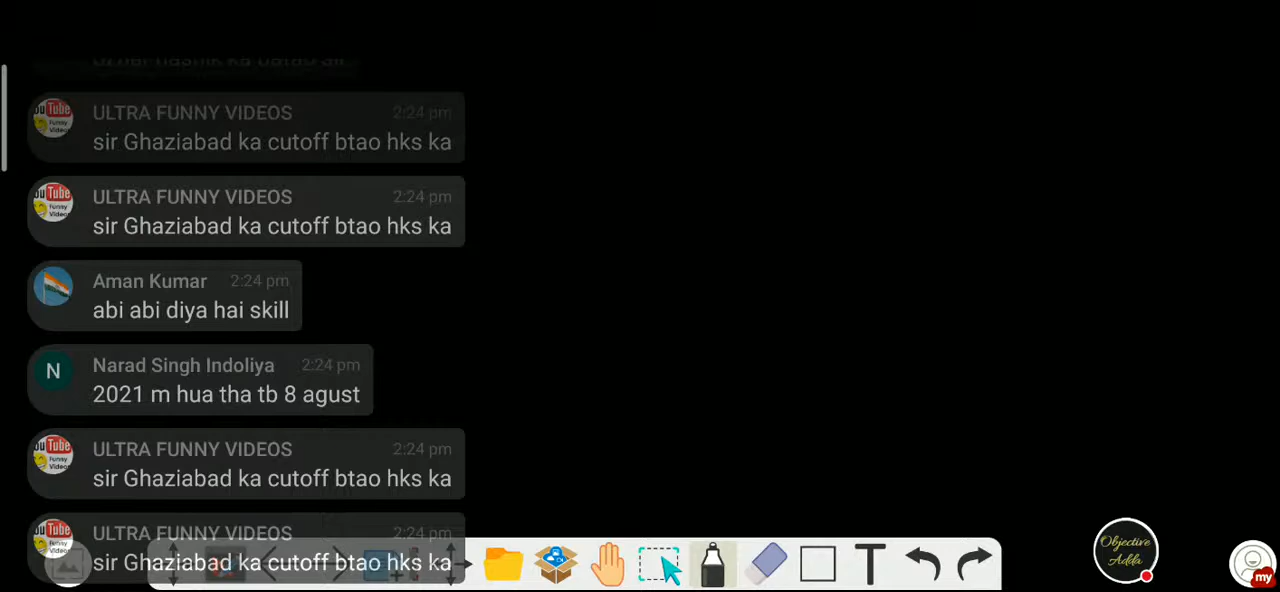 ULTRA FUNNY VIDEOS 2:24 pm
sir Ghaziabad ka cutoff btao hks ka
ULTRA FUNNY VIDEOS 2:24 pm
sir Ghaziabad ka cutoff btao hks ka
Aman Kumar 2:24 pm
abi abi diya hai skill
N Narad Singh Indoliya 2:24 pm
2021 m hua tha tb 8 agust
ULTRA FUNNY VIDEOS 2:24 pm
sir Ghaziabad ka cutoff btao hks ka
ULTRA FUNNY VIDEOS 2:24 pm
sir Ghaziabad ka cutoff btao hks ka
T
Objective
Adda
my